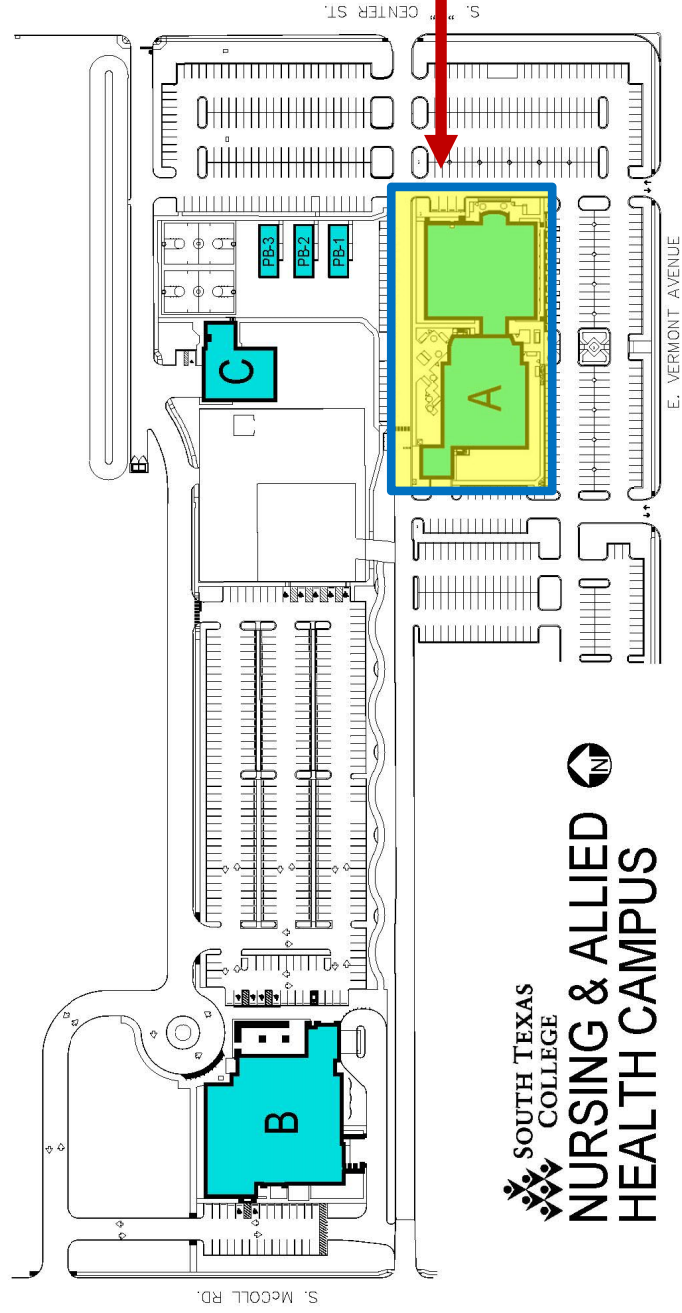 S. "█" CENTER ST.
PB-3
PB-2
PB-1
C
A
B
E. VERMONT AVENUE
S. McCOLL RD.
N
SOUTH TEXAS
COLLEGE
NURSING & ALLIED
HEALTH CAMPUS